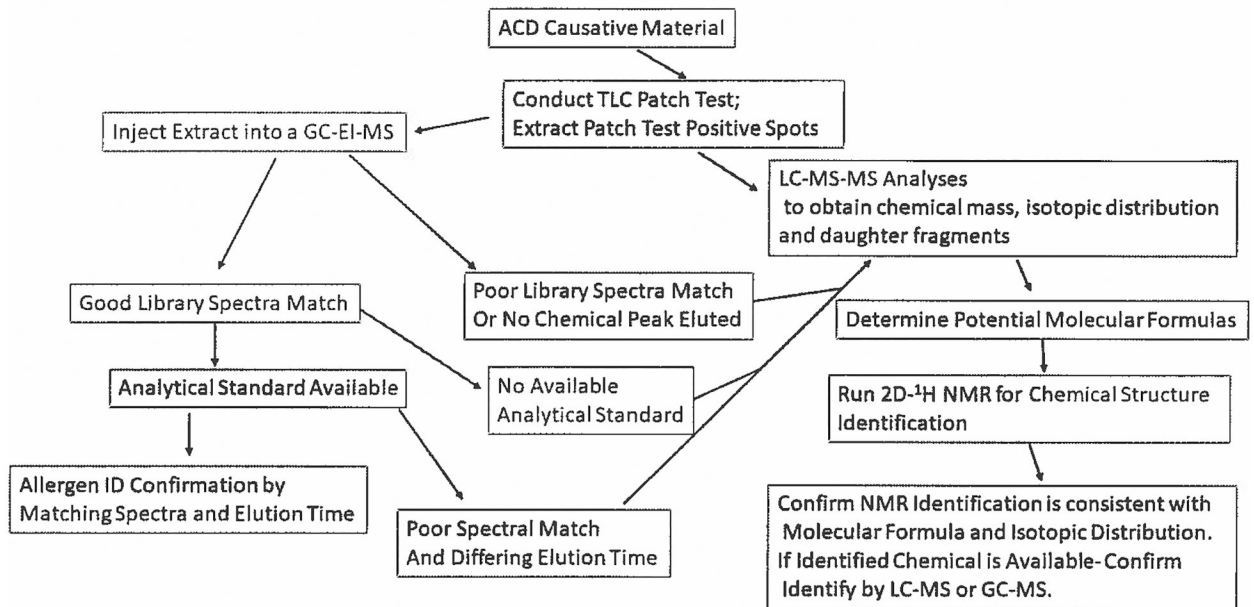 ACD Causative Material
Conduct TLC Patch Test;
Extract Patch Test Positive Spots
Inject Extract into a GC-EI-MS
LC-MS-MS Analyses
to obtain chemical mass, isotopic distribution
and daughter fragments
Good Library Spectra Match
Poor Library Spectra Match
Or No Chemical Peak Eluted
Determine Potential Molecular Formulas
Analytical Standard Available
No Available
Analytical Standard
Run 2D-¹H NMR for Chemical Structure
Identification
Allergen ID Confirmation by
Matching Spectra and Elution Time
Poor Spectral Match
And Differing Elution Time
Confirm NMR Identification is consistent with
Molecular Formula and Isotopic Distribution.
If Identified Chemical is Available-Confirm
Identify by LC-MS or GC-MS.